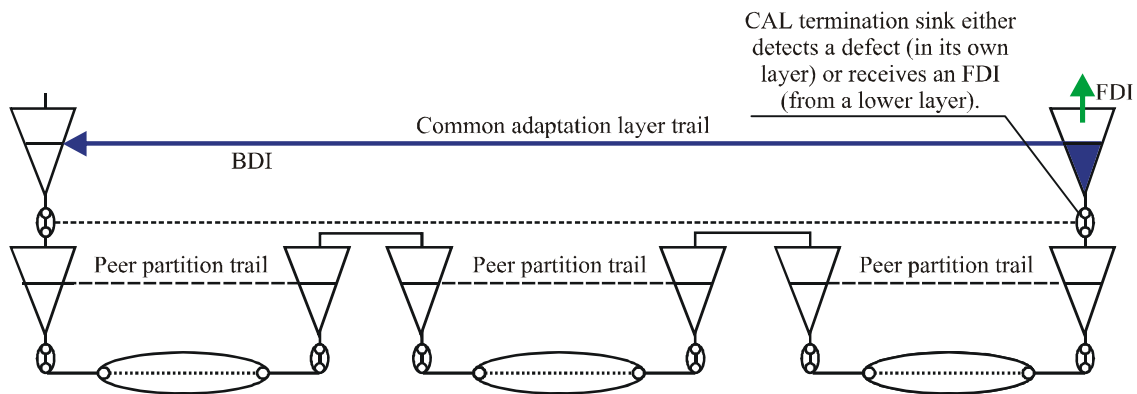 CAL termination sink either
detects a defect (in its own
layer) or receives an FDI
(from a lower layer).
FDI
Common adaptation layer trail
BDI
Peer partition trail
Peer partition trail
Peer partition trail